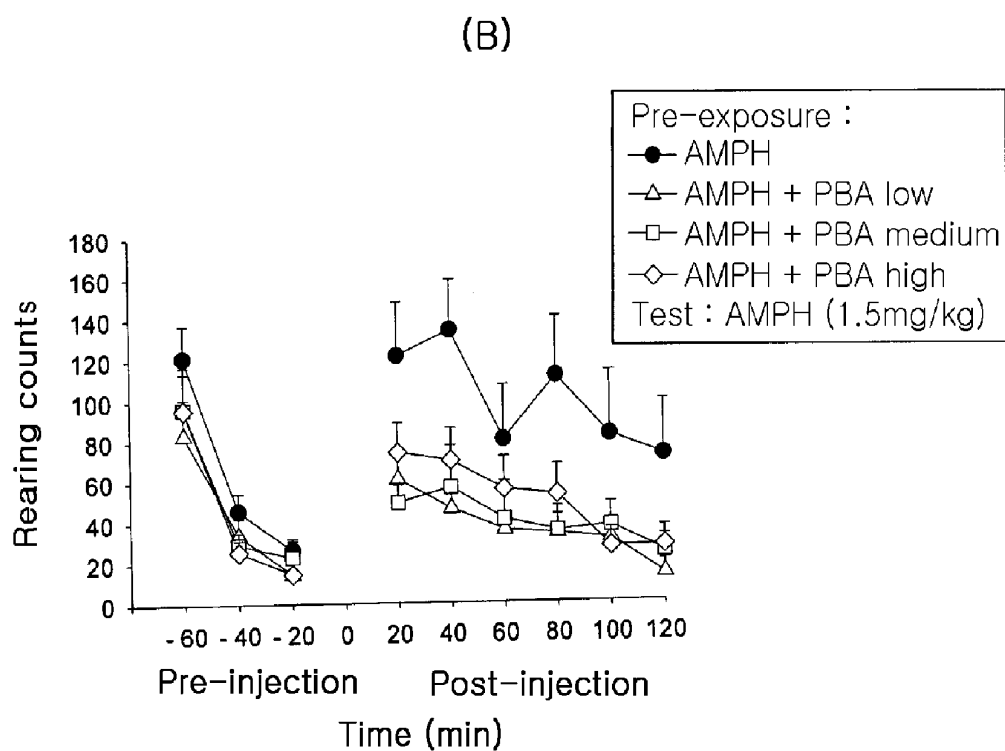 (B)
Pre-exposure :
AMPH
AMPH + PBA low
AMPH + PBA medium
AMPH + PBA high
Test : AMPH (1.5mg/kg)
Rearing counts
180
160
140
120
100
80
60
40
20
0
-60 -40 -20 0 20 40 60 80 100 120
Pre-injection Post-injection
Time (min)